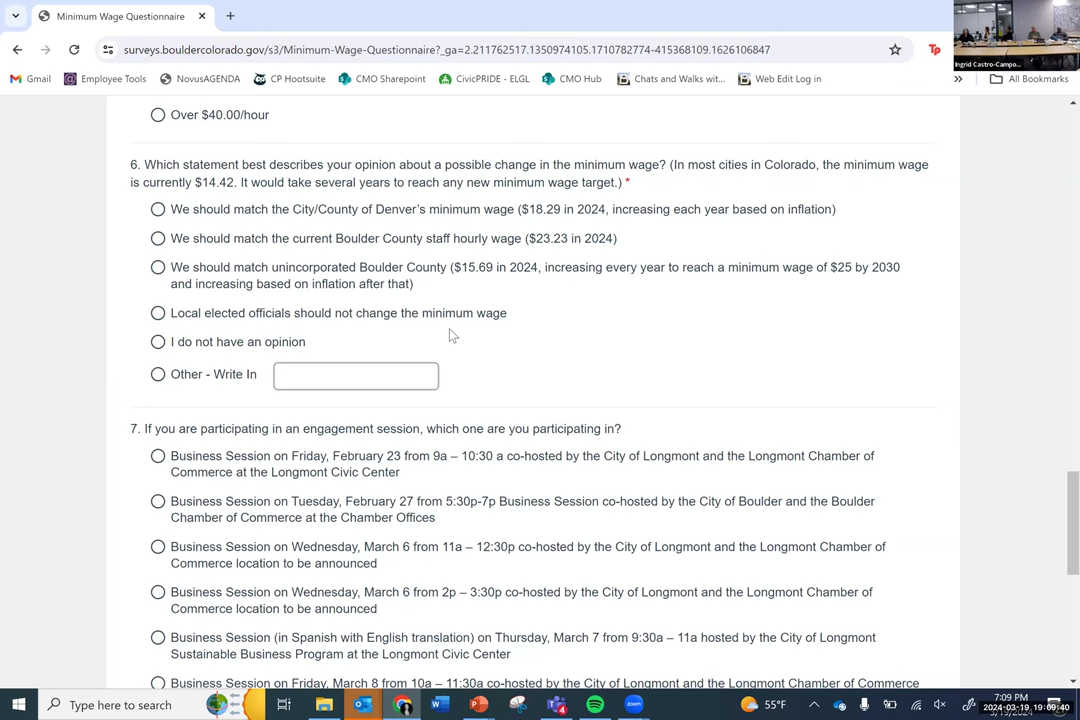 Minimum Wage Questionnaire
surveys.bouldercolorado.gov/s3/Minimum-Wage-Questionnaire?_ga=2.211762517.1350974105.1710782774-415368109.1626106847
Tp
Ingrid Castro-Campo...
Gmail
Employee Tools
NovusAGENDA
CP Hootsuite
CMO Sharepoint
CivicPRIDE - ELGL
CMO Hub
Chats and Walks wit...
Web Edit Log in
»
All Bookmarks
Over $40.00/hour
6. Which statement best describes your opinion about a possible change in the minimum wage? (In most cities in Colorado, the minimum wage
is currently $14.42. It would take several years to reach any new minimum wage target.) *
We should match the City/County of Denver’s minimum wage ($18.29 in 2024, increasing each year based on inflation)
We should match the current Boulder County staff hourly wage ($23.23 in 2024)
We should match unincorporated Boulder County ($15.69 in 2024, increasing every year to reach a minimum wage of $25 by 2030
and increasing based on inflation after that)
Local elected officials should not change the minimum wage
I do not have an opinion
Other - Write In
7. If you are participating in an engagement session, which one are you participating in?
Business Session on Friday, February 23 from 9a – 10:30 a co-hosted by the City of Longmont and the Longmont Chamber of
Commerce at the Longmont Civic Center
Business Session on Tuesday, February 27 from 5:30p-7p Business Session co-hosted by the City of Boulder and the Boulder
Chamber of Commerce at the Chamber Offices
Business Session on Wednesday, March 6 from 11a – 12:30p co-hosted by the City of Longmont and the Longmont Chamber of
Commerce location to be announced
Business Session on Wednesday, March 6 from 2p – 3:30p co-hosted by the City of Longmont and the Longmont Chamber of
Commerce location to be announced
Business Session (in Spanish with English translation) on Thursday, March 7 from 9:30a – 11a hosted by the City of Longmont
Sustainable Business Program at the Longmont Civic Center
Business Session on Friday, March 8 from 10a – 11:30a co-hosted by the City of Longmont and the Longmont Chamber of Commerce
Type here to search
55°F
7:09 PM
2024-03-19 19:09:40